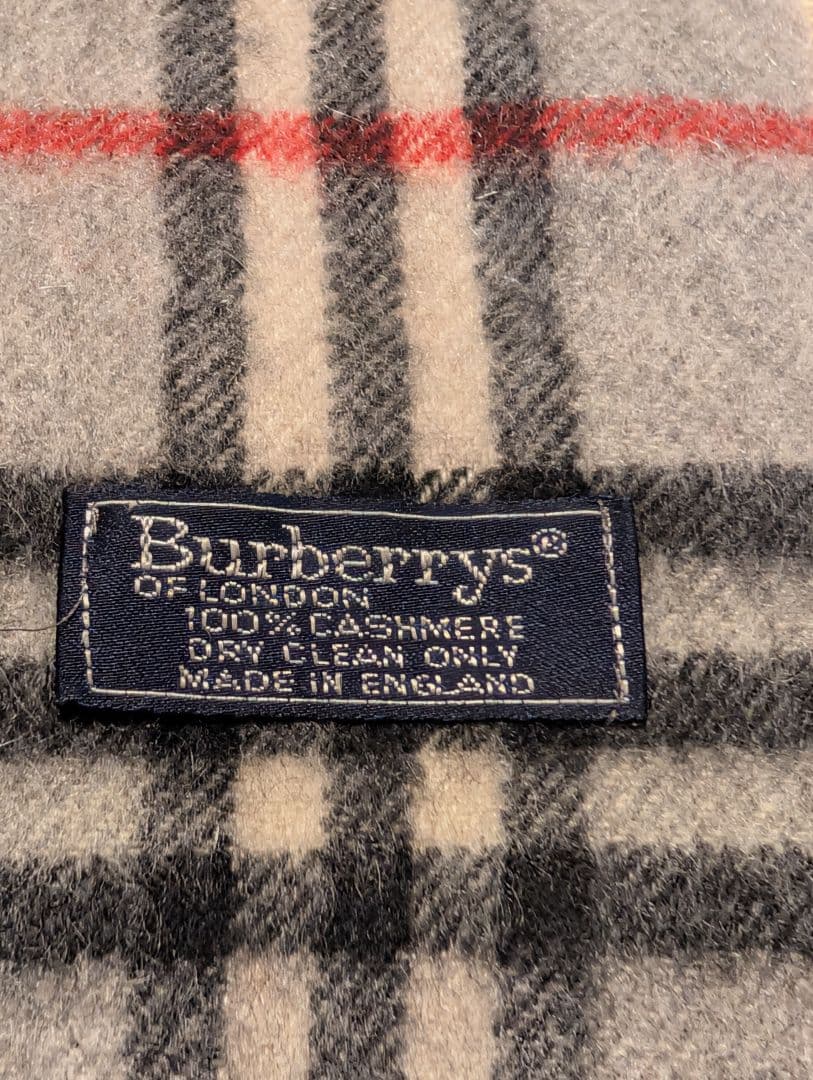 Burberrys®
OF LONDON
100% CASHMERE
DRY CLEAN ONLY
MADE IN ENGLAND